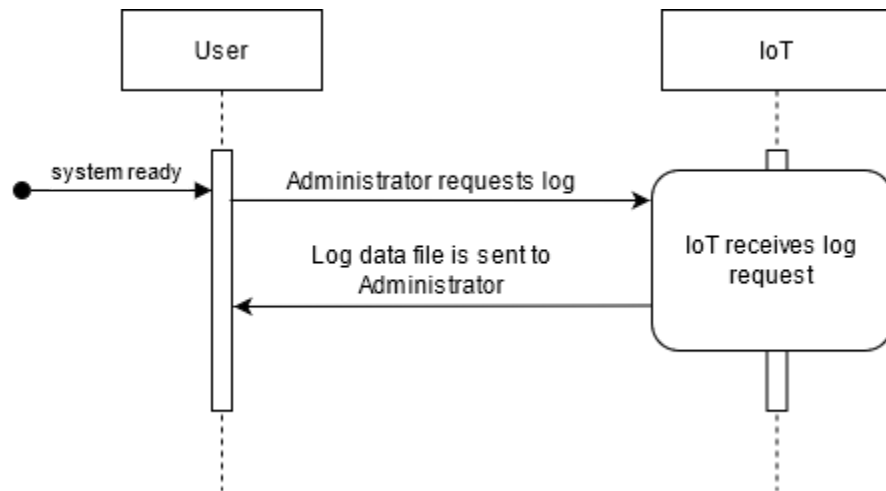 User
IoT
system ready
Administrator requests log
Log data file is sent to
Administrator
IoT receives log
request